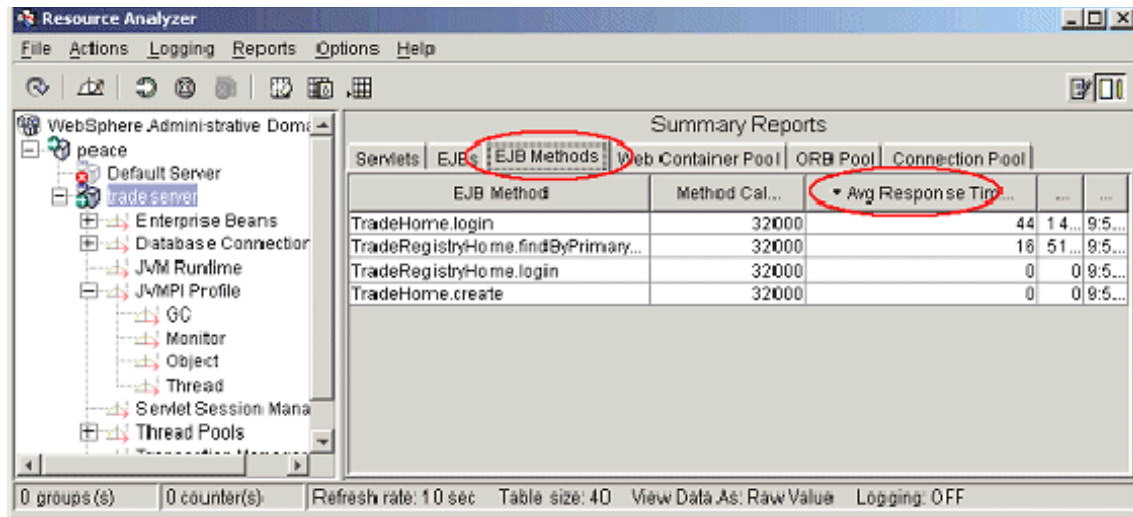 Resource Analyzer
File Actions Logging Reports Options Help
WebSphere Administrative Doma
peace
Default Server
trade server
Enterprise Beans
Database Connection
JVM Runtime
JVMPI Profile
GC
Monitor
Object
Thread
Servlet Session Mana
Thread Pools
Summary Reports
Servlets EJBs EJB Methods Web Container Pool ORB Pool Connection Pool
EJB Method Method Cal... Avg Response Tim... ... ...
TradeHome.login 32000 44 14... 9:5...
TradeRegistryHome.findByPrimary... 32000 16 51... 9:5...
TradeRegistryHome.login 32000 0 0 9:5...
TradeHome.create 32000 0 0 9:5...
0 groups(s) 0 counter(s) Refresh rate: 10 sec Table size: 40 View Data As: Raw Value Logging: OFF